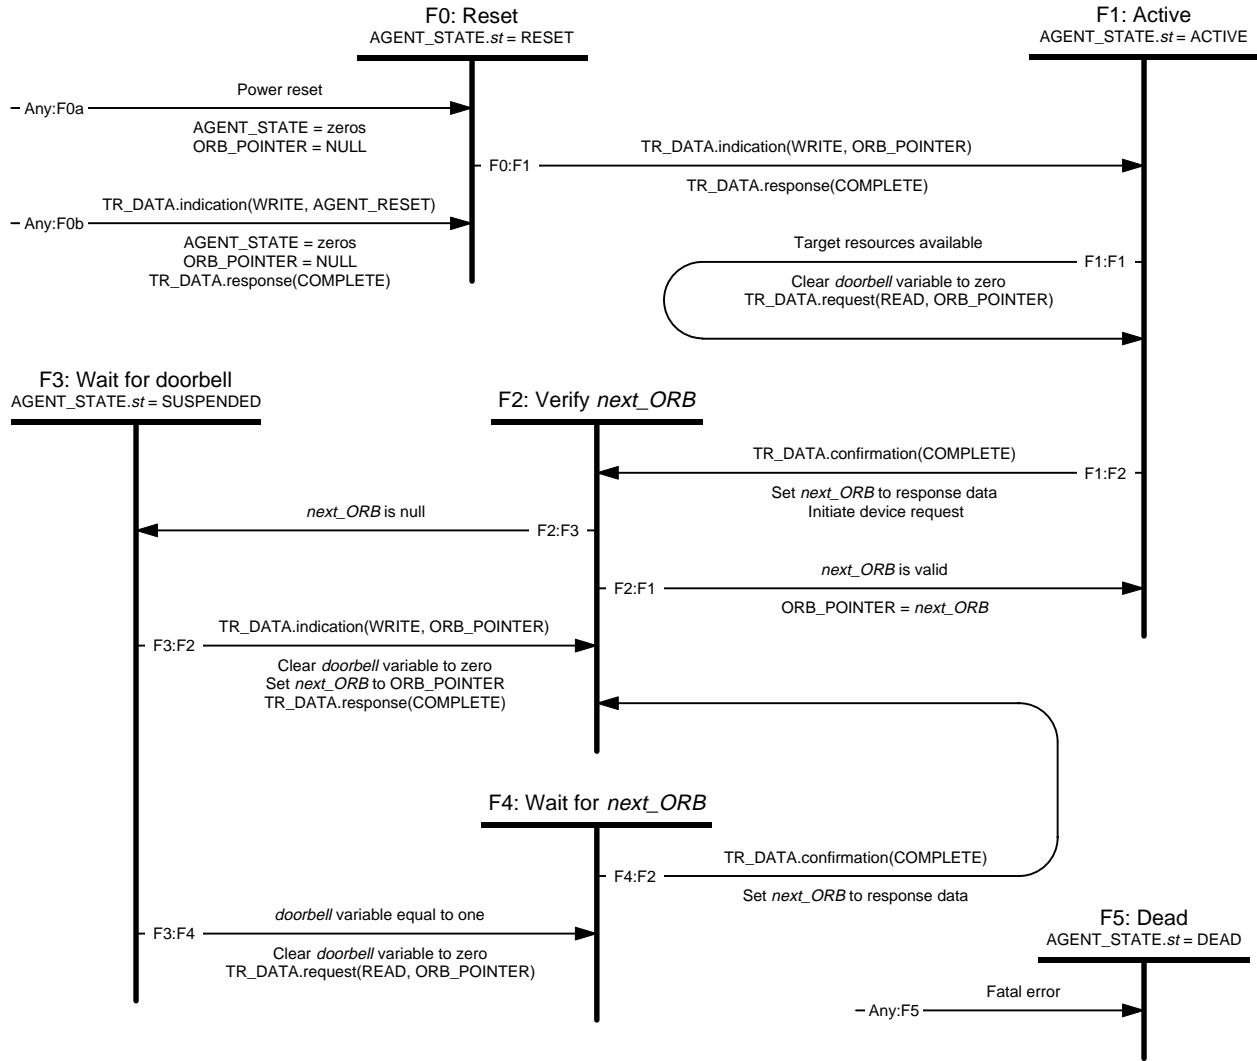 F0: Reset
AGENT_STATE.st = RESET
F1: Active
AGENT_STATE.st = ACTIVE
Power reset
Any:F0a
AGENT_STATE = zeros
ORB_POINTER = NULL
TR_DATA.indication(WRITE, ORB_POINTER)
F0:F1
TR_DATA.response(COMPLETE)
TR_DATA.indication(WRITE, AGENT_RESET)
Any:F0b
AGENT_STATE = zeros
ORB_POINTER = NULL
TR_DATA.response(COMPLETE)
Target resources available
F1:F1
Clear doorbell variable to zero
TR_DATA.request(READ, ORB_POINTER)
F3: Wait for doorbell
AGENT_STATE.st = SUSPENDED
F2: Verify next_ORB
TR_DATA.confirmation(COMPLETE)
F1:F2
Set next_ORB to response data
Initiate device request
next_ORB is null
F2:F3
next_ORB is valid
F2:F1
ORB_POINTER = next_ORB
TR_DATA.indication(WRITE, ORB_POINTER)
F3:F2
Clear doorbell variable to zero
Set next_ORB to ORB_POINTER
TR_DATA.response(COMPLETE)
F4: Wait for next_ORB
TR_DATA.confirmation(COMPLETE)
F4:F2
Set next_ORB to response data
doorbell variable equal to one
F3:F4
Clear doorbell variable to zero
TR_DATA.request(READ, ORB_POINTER)
F5: Dead
AGENT_STATE.st = DEAD
Fatal error
Any:F5